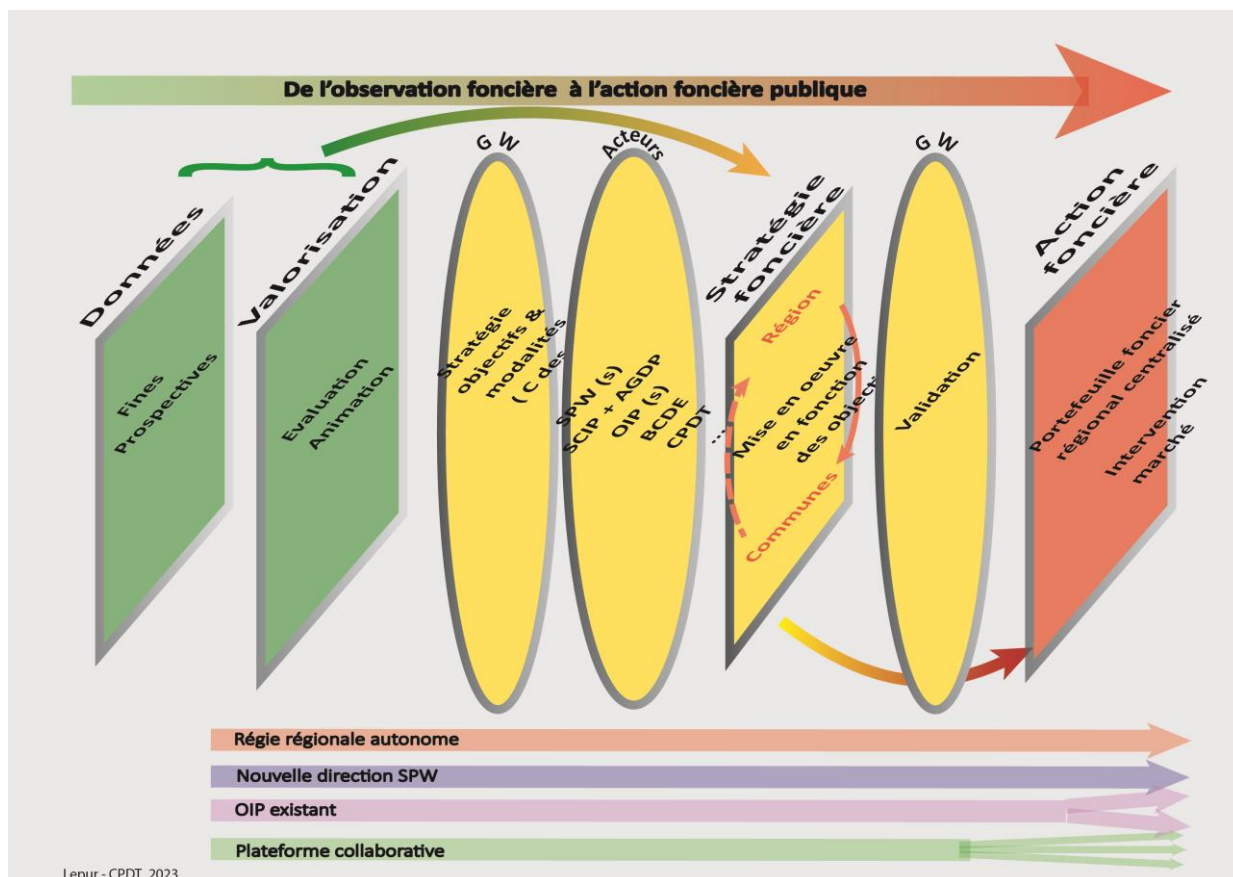 De l'observation foncière à l'action foncière publique
Données
Fines
Prospectives
Valorisation
Evaluation
Animation
G W
Stratégie
objectifs &
modalités
( C des
Acteurs
SPW (s)
SCIP + AGDP
OIP (s)
BCDE
CPDT
...
Stratégie
foncière
Région
Mise en oeuvre
en fonction
des objecti
Communes
G W
Validation
Action
foncière
Portefeuille foncier
régional centralisé
Intervention
marché
Régie régionale autonome
Nouvelle direction SPW
OIP existant
Plateforme collaborative
Lepur - CPDT, 2023